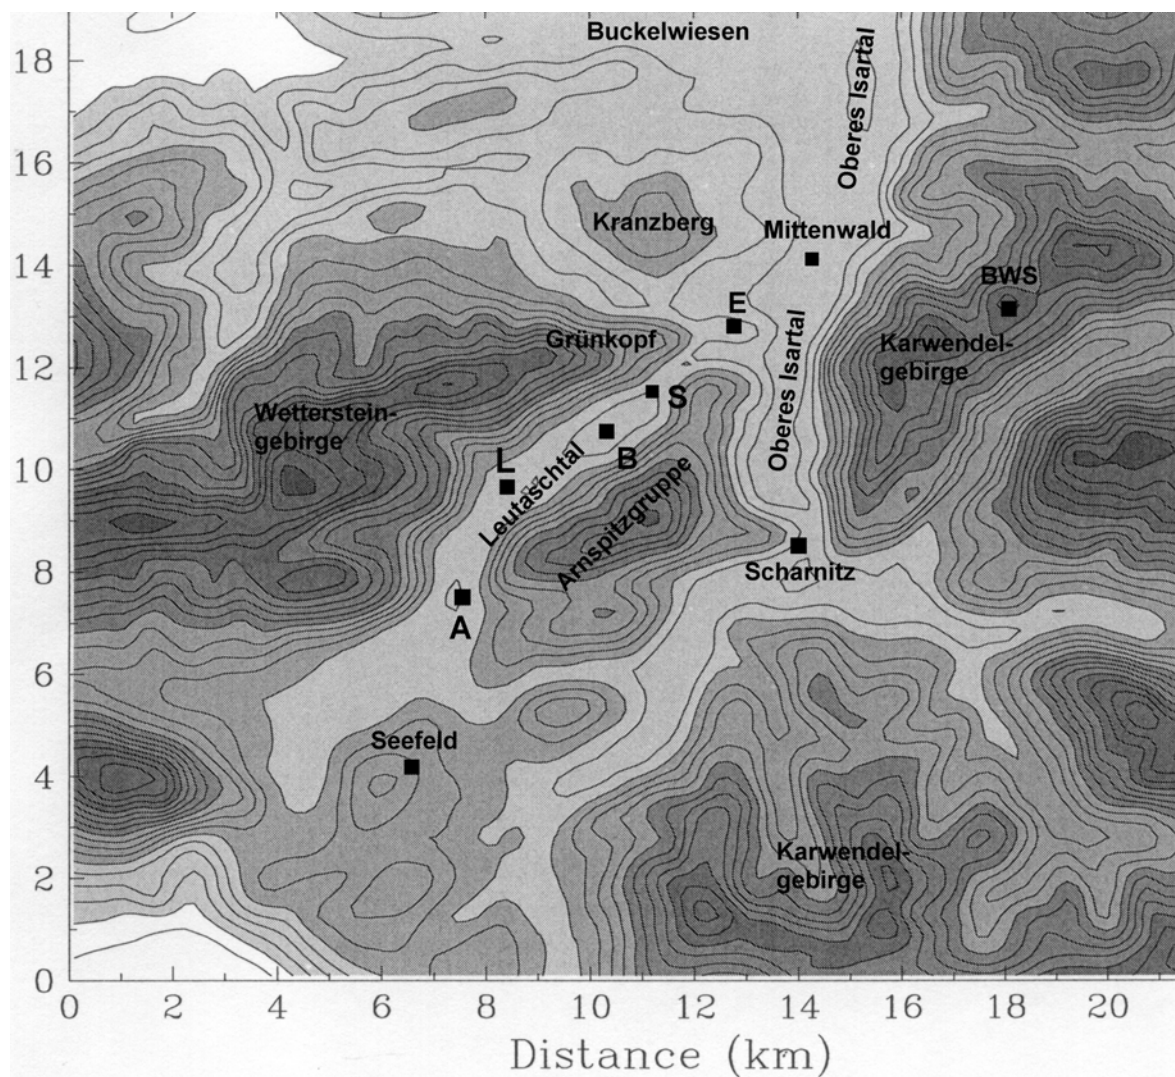 Buckelwiesen
18
Oberes Isartal
16
Kranzberg
Mittenwald
14
BWS
E
Grünkopf
Oberes Isartal
Karwendel-
gebirge
12
S
Wetterstein-
gebirge
L
B
10
Leutaschtal
Arnspitzgruppe
Scharnitz
8
A
6
Seefeld
4
Karwendel-
gebirge
2
0
0 2 4 6 8 10 12 14 16 18 20
Distance (km)